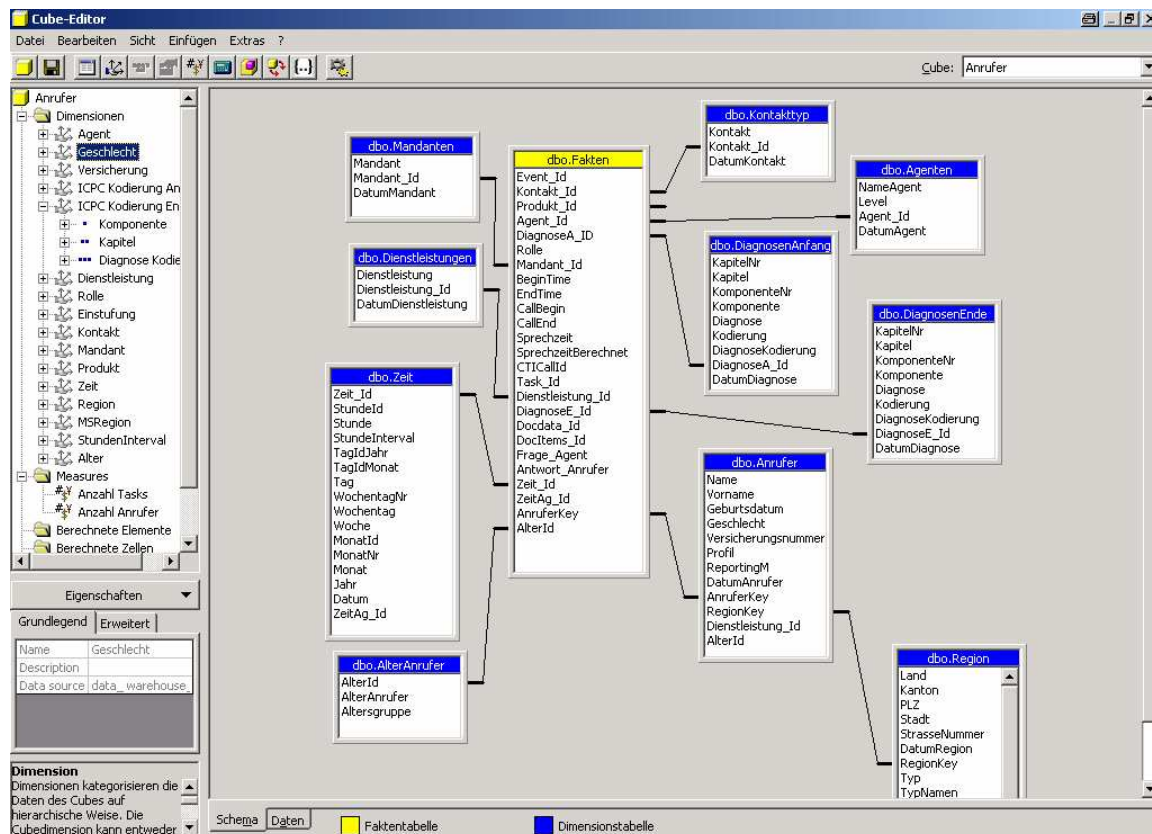 Cube-Editor
Datei Bearbeiten Sicht Einfügen Extras ?
Cube: Anrufer
Anrufer
Dimensionen
Agent
Geschlecht
Versicherung
ICPC Kodierung An
ICPC Kodierung En
Komponente
Kapitel
Diagnose Kodie
Dienstleistung
Rolle
Einstufung
Kontakt
Mandant
Produkt
Zeit
Region
MSRegion
StundenInterval
Alter
Measures
Anzahl Tasks
Anzahl Anrufer
Berechnete Elemente
Berechnete Zellen
Eigenschaften
Grundlegend Erweitert
Name Geschlecht
Description
Data source data_warehouse_
Dimension
Dimensionen kategorisieren die
Daten des Cubes auf
hierarchische Weise. Die
Cubedimension kann entweder
dbo.Mandanten
Mandant
Mandant_Id
DatumMandant
dbo.Dienstleistungen
Dienstleistung
Dienstleistung_Id
DatumDienstleistung
dbo.Zeit
Zeit_Id
StundeId
Stunde
StundeInterval
TagIdJahr
TagIdMonat
Tag
WochentagNr
Wochentag
Woche
MonatId
MonatNr
Monat
Jahr
Datum
ZeitAg_Id
dbo.AlterAnrufer
AlterId
AlterAnrufer
Altersgruppe
dbo.Fakten
Event_Id
Kontakt_Id
Produkt_Id
Agent_Id
DiagnoseA_ID
Rolle
Mandant_Id
BeginTime
EndTime
CallBegin
CallEnd
Sprechzeit
SprechzeitBerechnet
CTICallId
Task_Id
Dienstleistung_Id
DiagnoseE_Id
Docdata_Id
DocItems_Id
Frage_Agent
Antwort_Anrufer
Zeit_Id
ZeitAg_Id
AnruferKey
AlterId
dbo.Kontakttyp
Kontakt
Kontakt_Id
DatumKontakt
dbo.Agenten
NameAgent
Level
Agent_Id
DatumAgent
dbo.DiagnosenAnfang
KapitelNr
Kapitel
KomponenteNr
Komponente
Diagnose
Kodierung
DiagnoseKodierung
DiagnoseA_Id
DatumDiagnose
dbo.DiagnosenEnde
KapitelNr
Kapitel
KomponenteNr
Komponente
Diagnose
Kodierung
DiagnoseKodierung
DiagnoseE_Id
DatumDiagnose
dbo.Anrufer
Name
Vorname
Geburtsdatum
Geschlecht
Versicherungsnummer
Profil
ReportingM
DatumAnrufer
AnruferKey
RegionKey
Dienstleistung_Id
AlterId
dbo.Region
Land
Kanton
PLZ
Stadt
StrasseNummer
DatumRegion
RegionKey
Typ
TypNamen
Schema Daten
Faktentabelle Dimensionstabelle